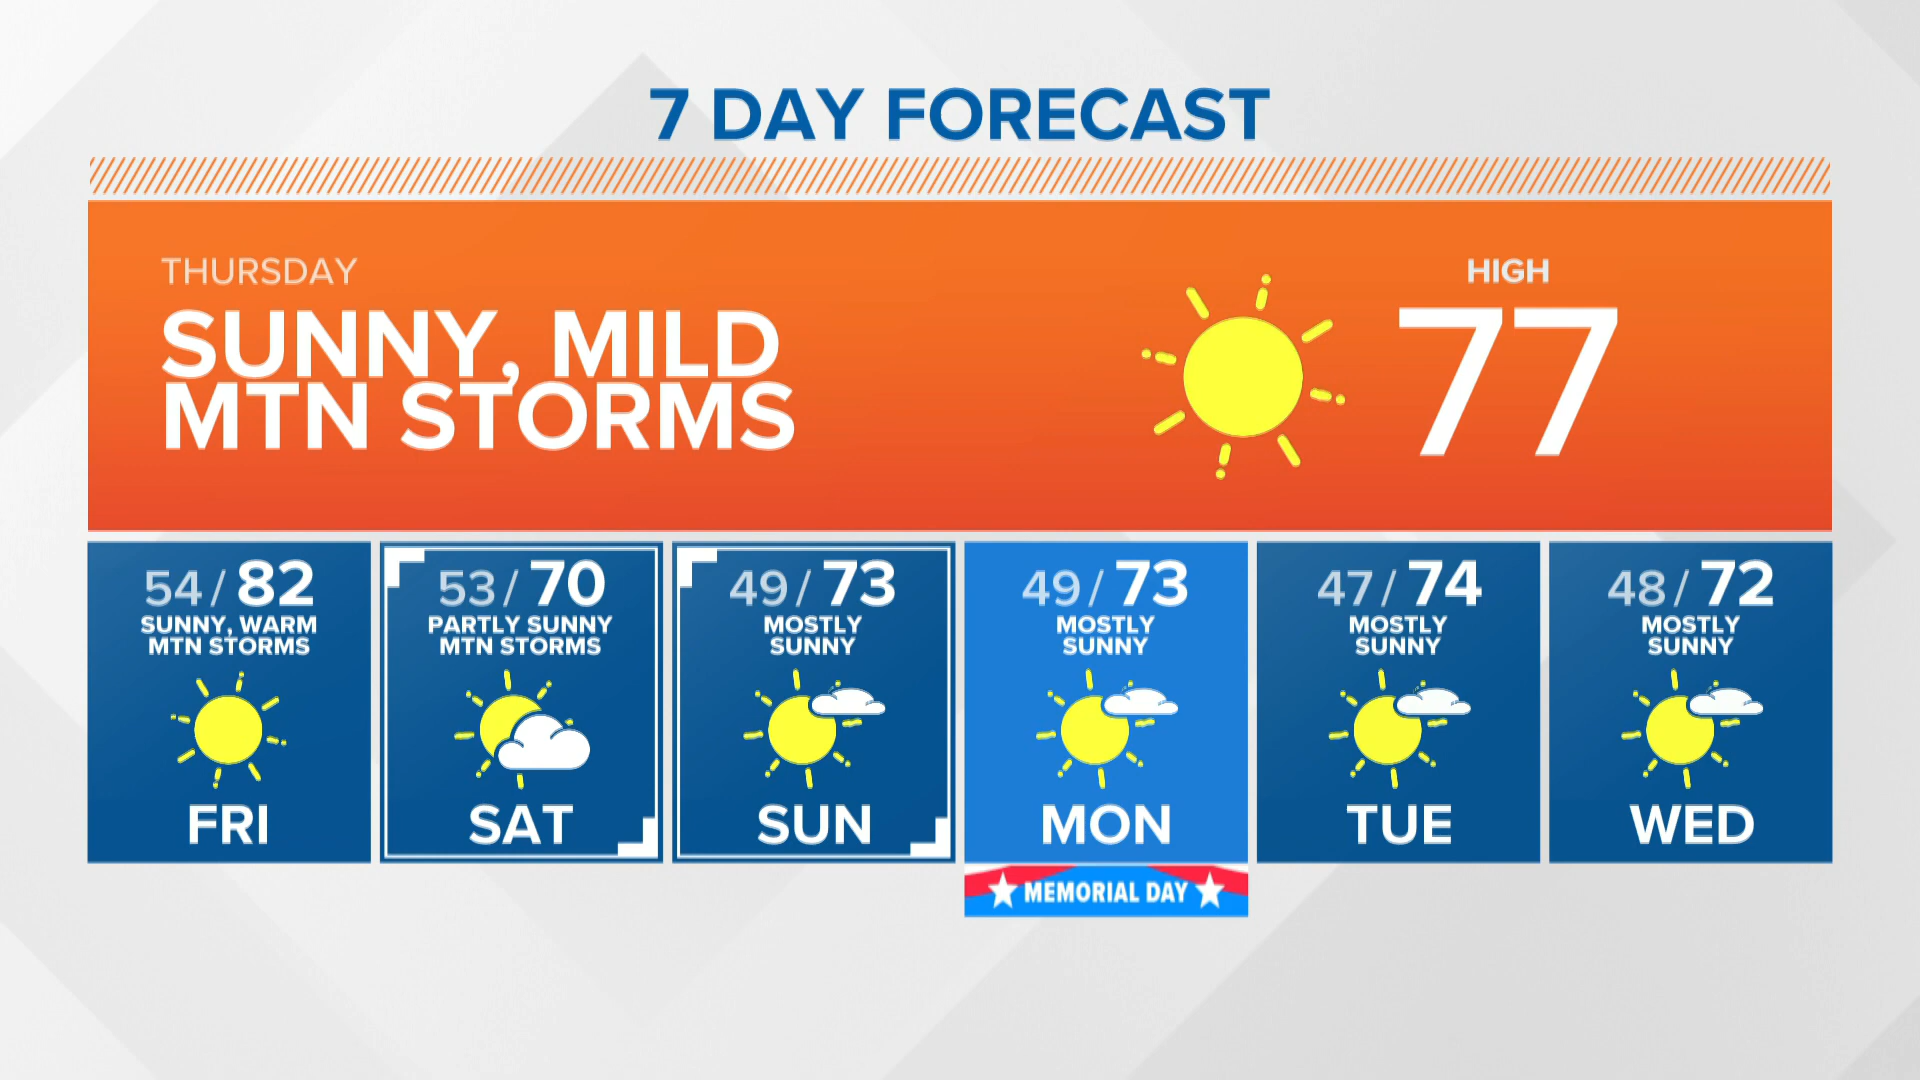 7 DAY FORECAST
THURSDAY
SUNNY, MILD
MTN STORMS
HIGH
77
54/82
SUNNY, WARM
MTN STORMS
FRI
53/70
PARTLY SUNNY
MTN STORMS
SAT
49/73
MOSTLY
SUNNY
SUN
49/73
MOSTLY
SUNNY
MON
MEMORIAL DAY
47/74
MOSTLY
SUNNY
TUE
48/72
MOSTLY
SUNNY
WED